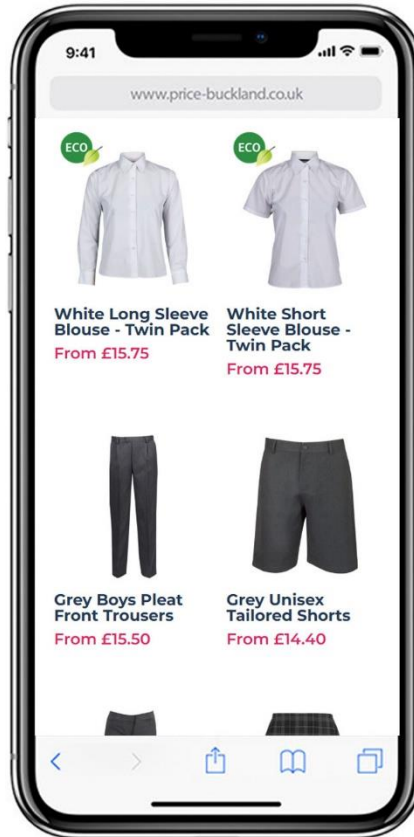 9:41
www.price-buckland.co.uk
ECO
ECO
White Long Sleeve
Blouse - Twin Pack
From £15.75
White Short
Sleeve Blouse -
Twin Pack
From £15.75
Grey Boys Pleat
Front Trousers
From £15.50
Grey Unisex
Tailored Shorts
From £14.40